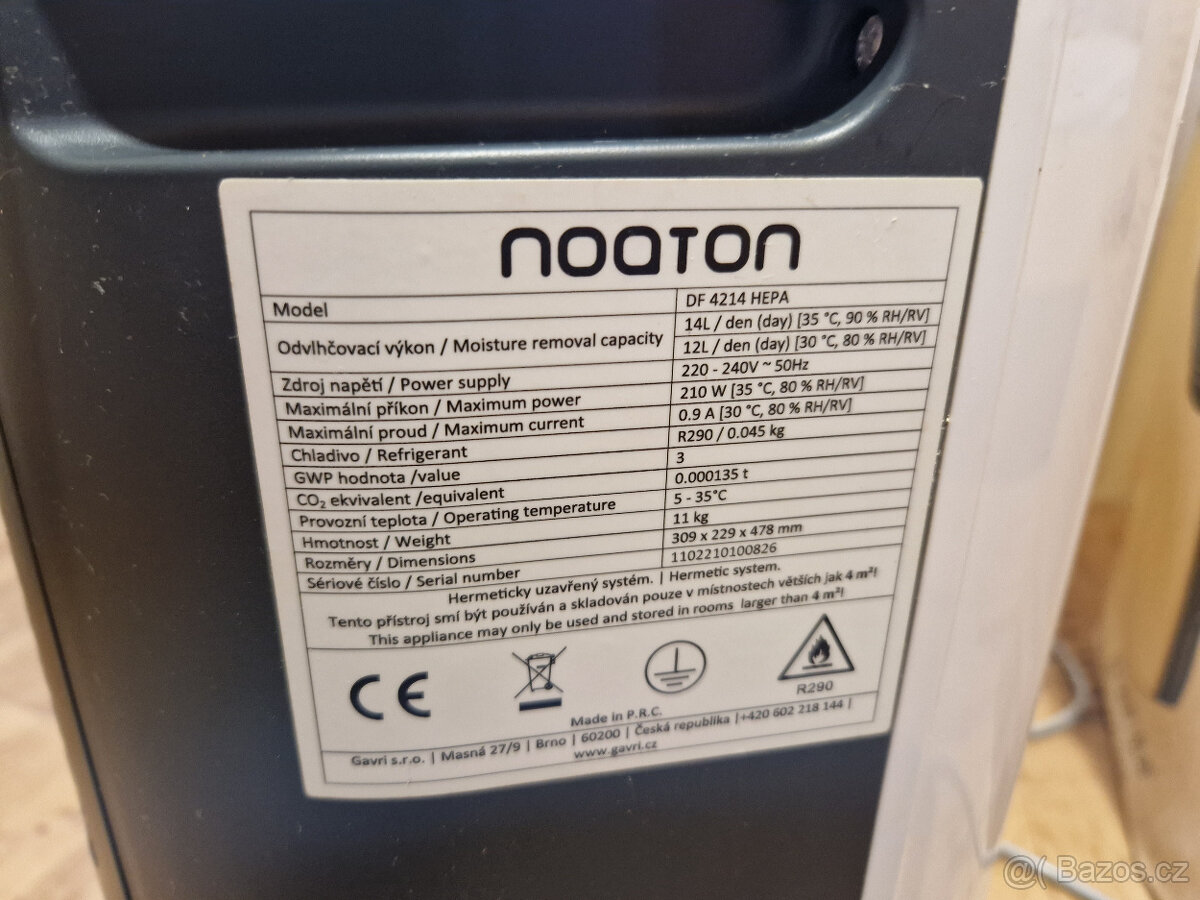 noaton
Model DF 4214 HEPA
Odvlhčovací výkon / Moisture removal capacity 14L / den (day) [35 °C, 90 % RH/RV]
12L / den (day) [30 °C, 80 % RH/RV]
Zdroj napětí / Power supply 220 - 240V ~ 50Hz
Maximální příkon / Maximum power 210 W [35 °C, 80 % RH/RV]
Maximální proud / Maximum current 0.9 A [30 °C, 80 % RH/RV]
Chladivo / Refrigerant R290 / 0.045 kg
GWP hodnota /value 3
CO₂ ekvivalent /equivalent 0.000135 t
Provozní teplota / Operating temperature 5 - 35°C
Hmotnost / Weight 11 kg
Rozměry / Dimensions 309 x 229 x 478 mm
Sériové číslo / Serial number 1102210100826
Hermeticky uzavřený systém. | Hermetic system.
Tento přístroj smí být používán a skladován pouze v místnostech větších jak 4 m²!
This appliance may only be used and stored in rooms larger than 4 m²!
CE
R290
Made in P.R.C.
Gavri s.r.o. | Masná 27/9 | Brno | 60200 | Česká republika |+420 602 218 144 |
www.gavri.cz
@( Bazos.cz